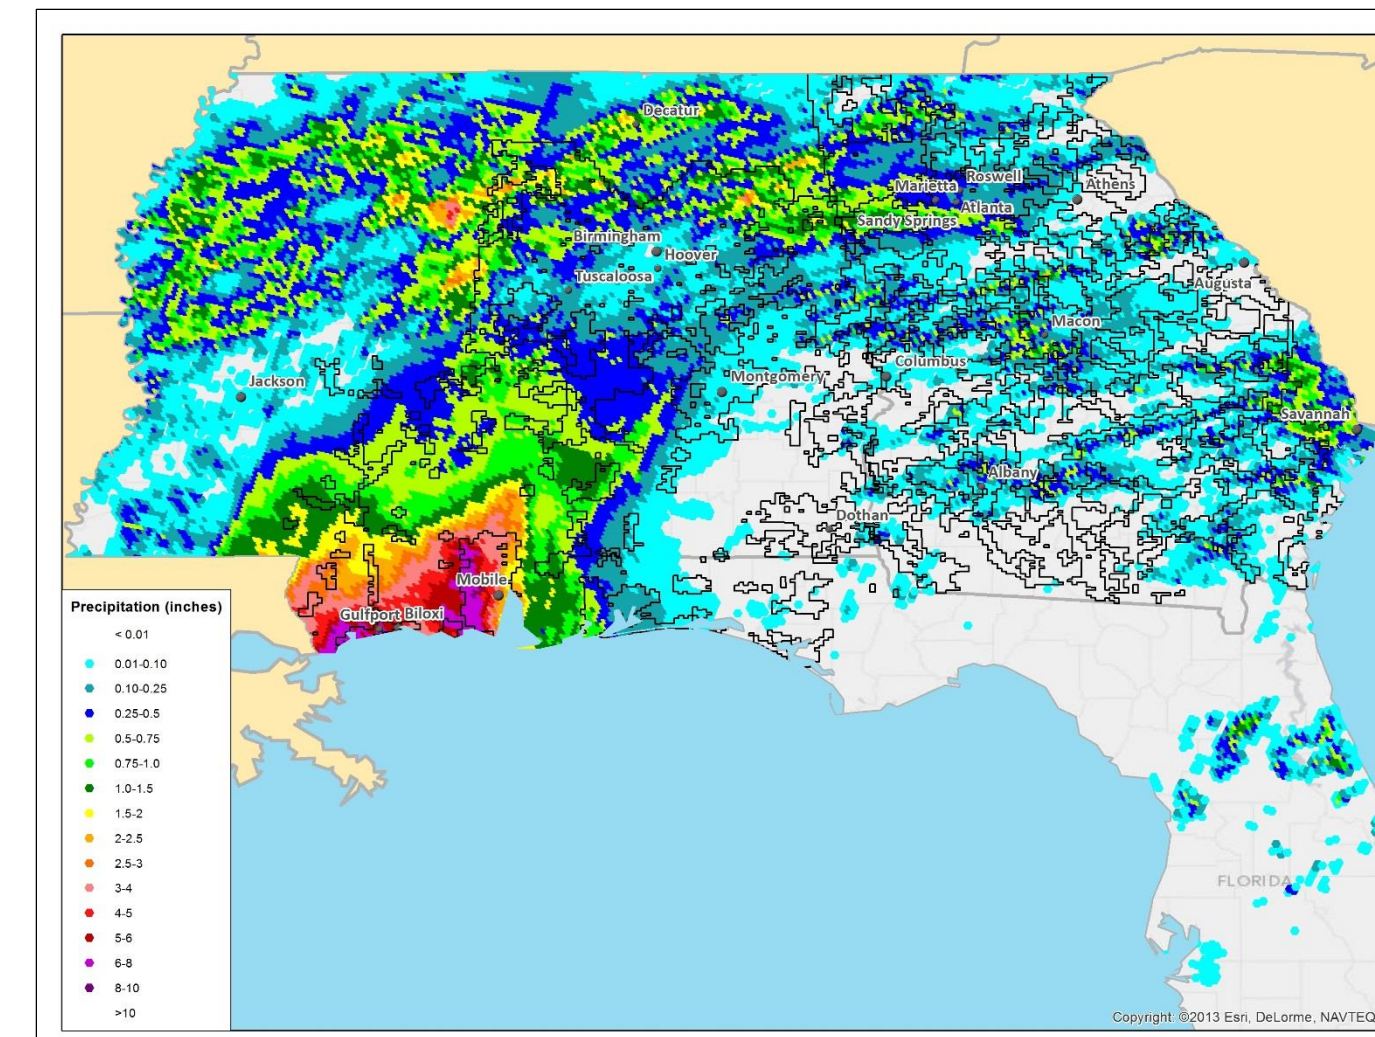 Decatur
Roswell
Marietta
Athens
Atlanta
Sandy Springs
Birmingham
Hoover
Tuscaloosa
Augusta
Macon
Columbus
Jackson
Montgomery
Savannah
Albany
Dothan
Mobile
Gulfport Biloxi
Precipitation (inches)
< 0.01
0.01-0.10
0.10-0.25
0.25-0.5
0.5-0.75
0.75-1.0
1.0-1.5
1.5-2
2-2.5
2.5-3
3-4
4-5
5-6
6-8
8-10
>10
FLORIDA
Copyright: ©2013 Esri, DeLorme, NAVTEQ